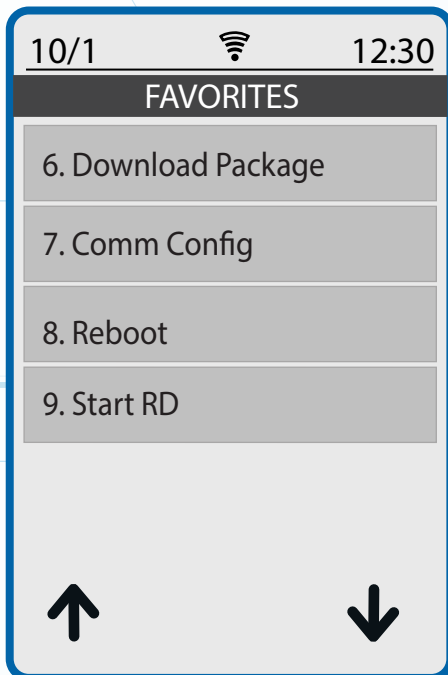 10/1 12:30
FAVORITES
6. Download Package
7. Comm Config
8. Reboot
9. Start RD